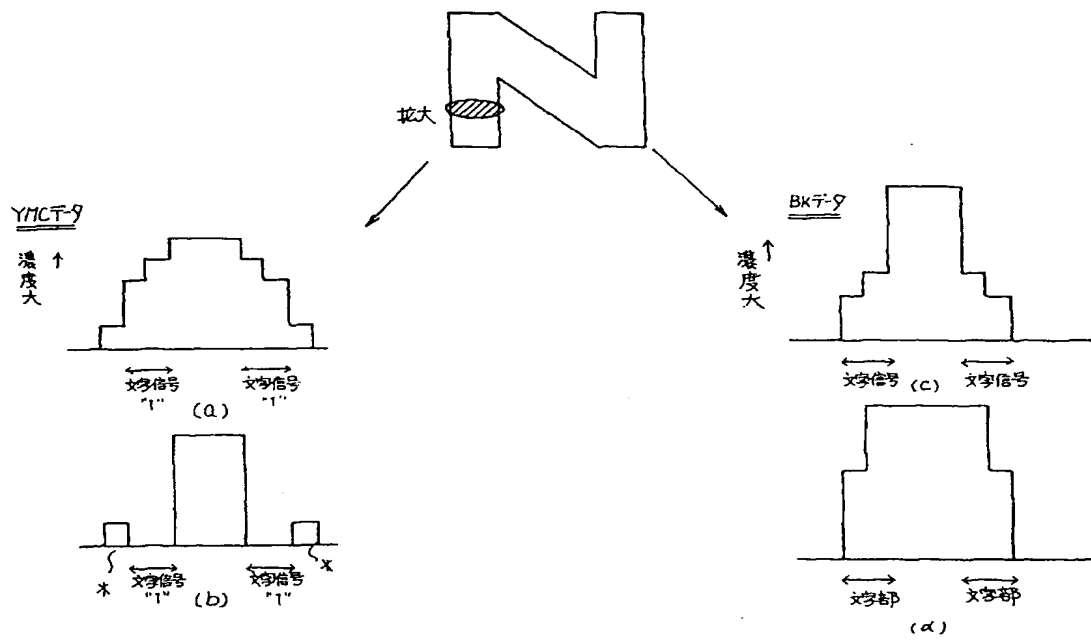 N
拡大
YMCデータ
濃度大 ↑
文字信号 "1"
文字信号 "1"
(a)
*
文字信号 "1"
文字信号 "1"
*
(b)
BKデータ
濃度大 ↑
文字信号
文字信号
(c)
文字部
文字部
(d)